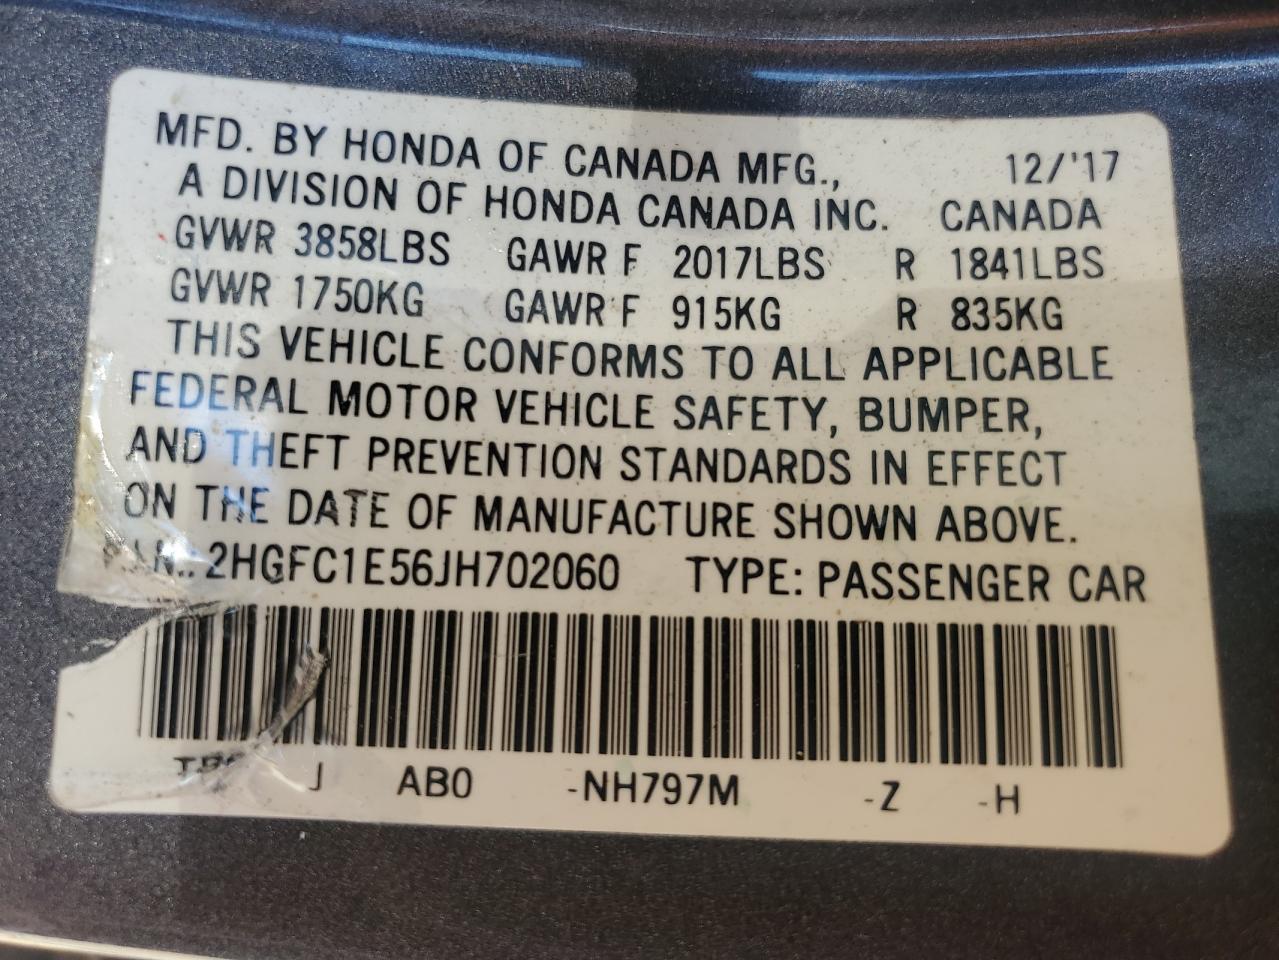 MFD. BY HONDA OF CANADA MFG., 12/'17
A DIVISION OF HONDA CANADA INC. CANADA
GVWR 3858LBS GAWR F 2017LBS R 1841LBS
GVWR 1750KG GAWR F 915KG R 835KG
THIS VEHICLE CONFORMS TO ALL APPLICABLE
FEDERAL MOTOR VEHICLE SAFETY, BUMPER,
AND THEFT PREVENTION STANDARDS IN EFFECT
ON THE DATE OF MANUFACTURE SHOWN ABOVE.
2HGFC1E56JH702060 TYPE: PASSENGER CAR
J AB0 -NH797M -Z -H